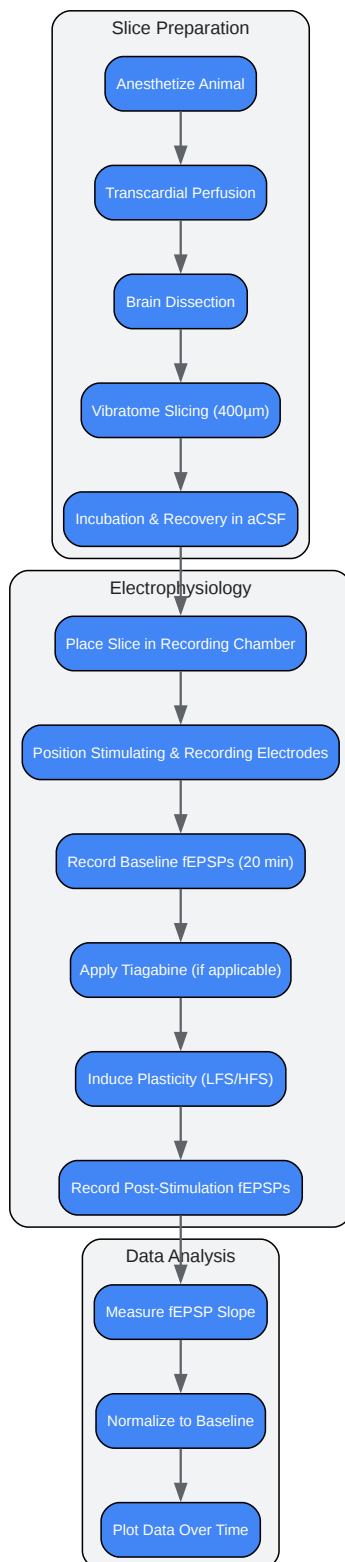 Slice Preparation
Anesthetize Animal
Transcardial Perfusion
Brain Dissection
Vibratome Slicing (400µm)
Incubation & Recovery in aCSF
Electrophysiology
Place Slice in Recording Chamber
Position Stimulating & Recording Electrodes
Record Baseline fEPSPs (20 min)
Apply Tiagabine (if applicable)
Induce Plasticity (LFS/HFS)
Record Post-Stimulation fEPSPs
Data Analysis
Measure fEPSP Slope
Normalize to Baseline
Plot Data Over Time